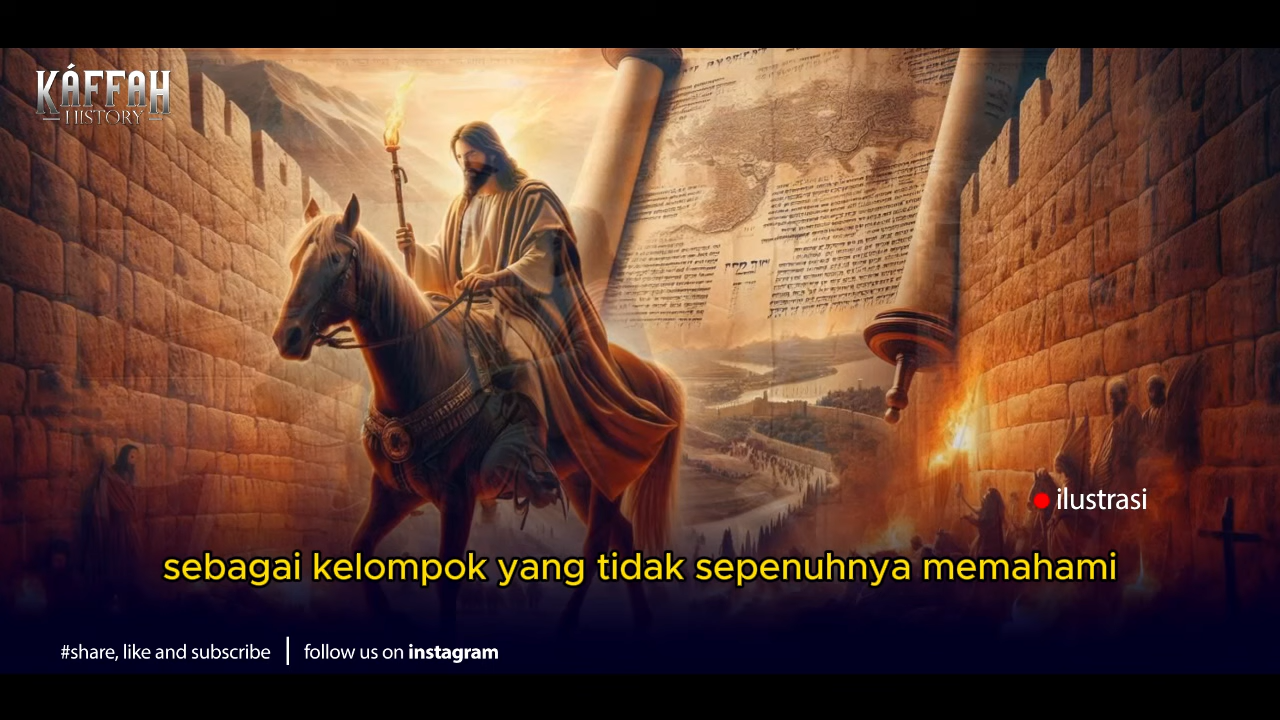 KÁFFAH
HISTORY
ilustrasi
sebagai kelompok yang tidak sepenuhnya memahami
#share, like and subscribe | follow us on instagram